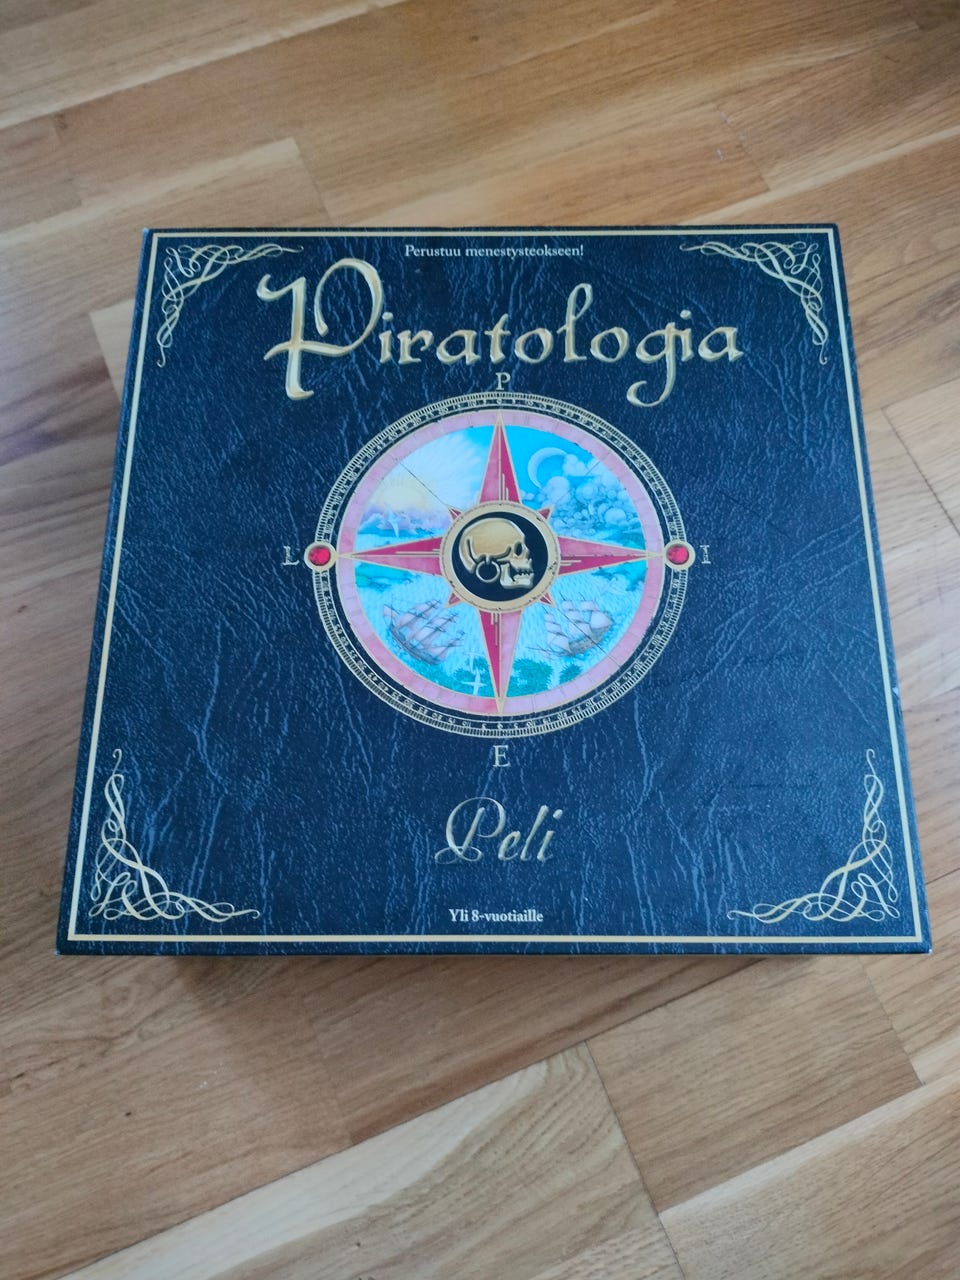 Perustuu menestysteokseen!
Piratologia
P
L
I
E
Peli
Yli 8-vuotiaille